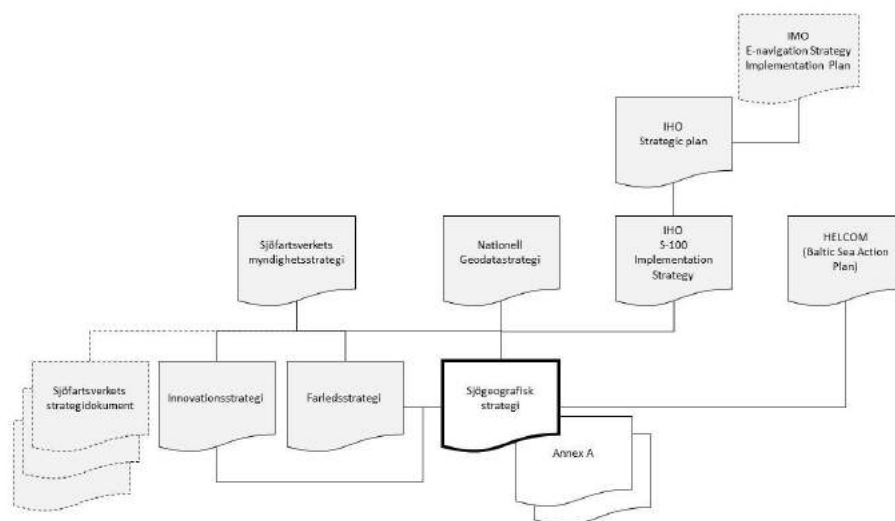 IMO
E-navigation Strategy
Implementation Plan
IHO
Strategic plan
Sjöfartsverkets
myndighetsstrategi
Nationell
Geodatastrategi
IHO
S-100
Implementation
Strategy
HELCOM
(Baltic Sea Action
Plan)
Sjöfartsverkets
strategidokument
Innovationsstrategi
Farledsstrategi
Sjögeografisk
strategi
Annex A